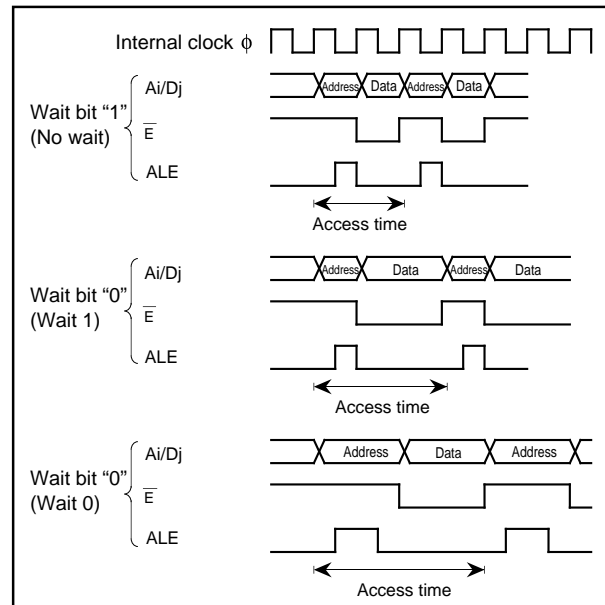 Internal clock ϕ
Ai/Dj
Address Data Address Data
Wait bit “1”
(No wait)
E
ALE
Access time
Ai/Dj
Address Data Address Data
Wait bit “0”
(Wait 1)
E
ALE
Access time
Ai/Dj
Address Data Address
Wait bit “0”
(Wait 0)
E
ALE
Access time